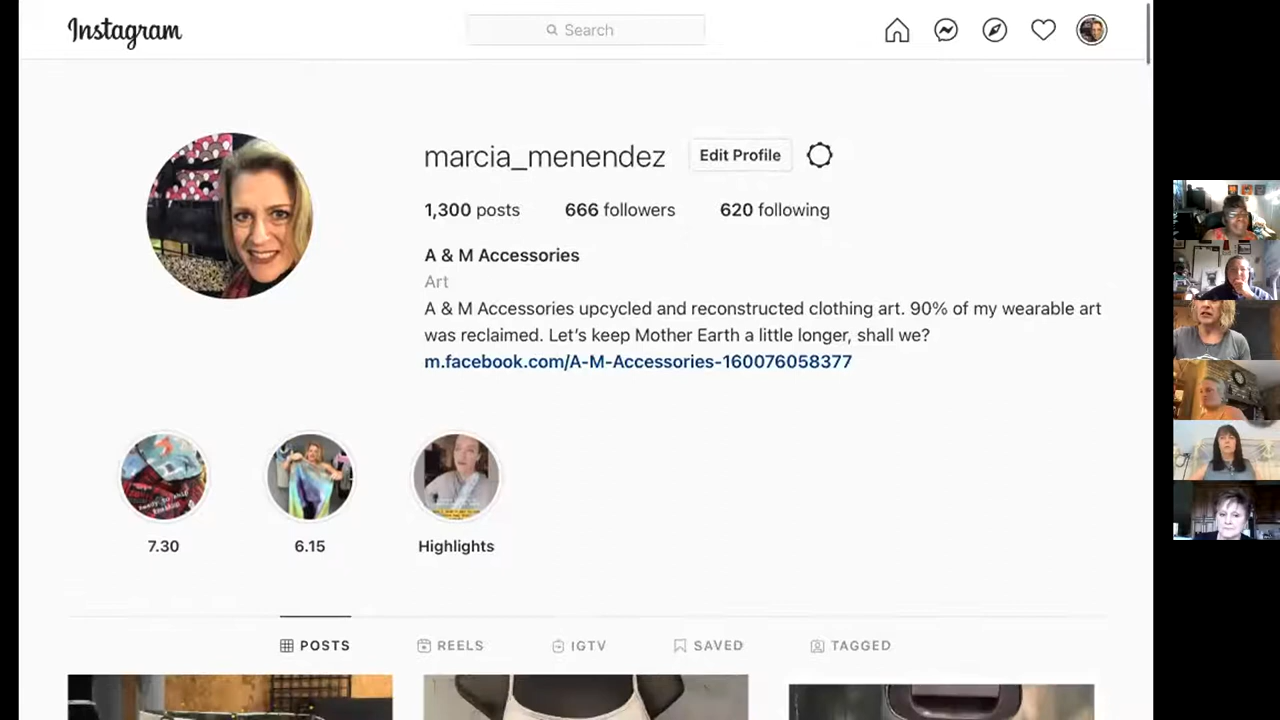 Instagram
Search
marcia_menendez
Edit Profile
1,300 posts
666 followers
620 following
A & M Accessories
Art
A & M Accessories upcycled and reconstructed clothing art. 90% of my wearable art
was reclaimed. Let’s keep Mother Earth a little longer, shall we?
m.facebook.com/A-M-Accessories-160076058377
7.30
6.15
Highlights
POSTS
REELS
IGTV
SAVED
TAGGED